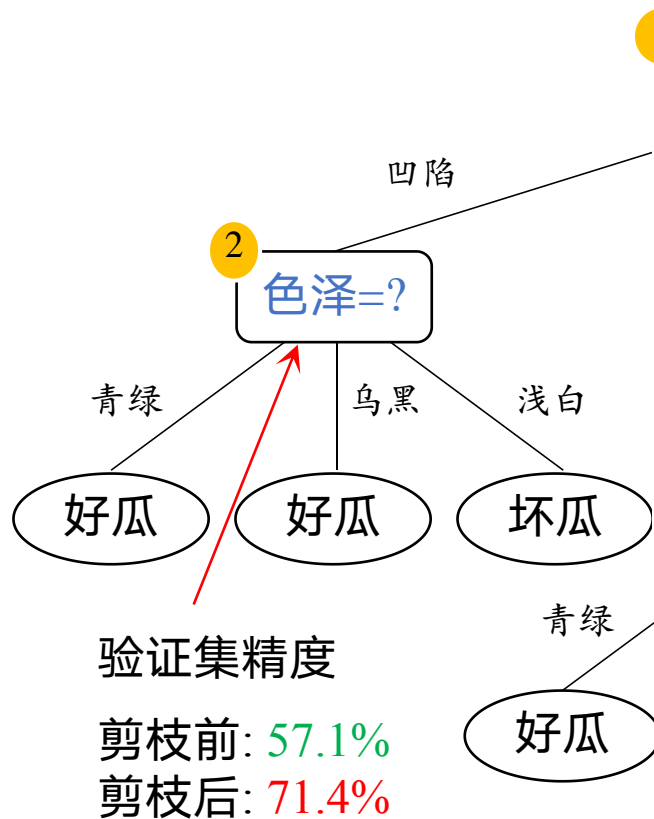 凹陷
2
色泽=?
青绿
乌黑
浅白
好瓜
好瓜
坏瓜
青绿
验证集精度
好瓜
剪枝前: 57.1%
剪枝后: 71.4%